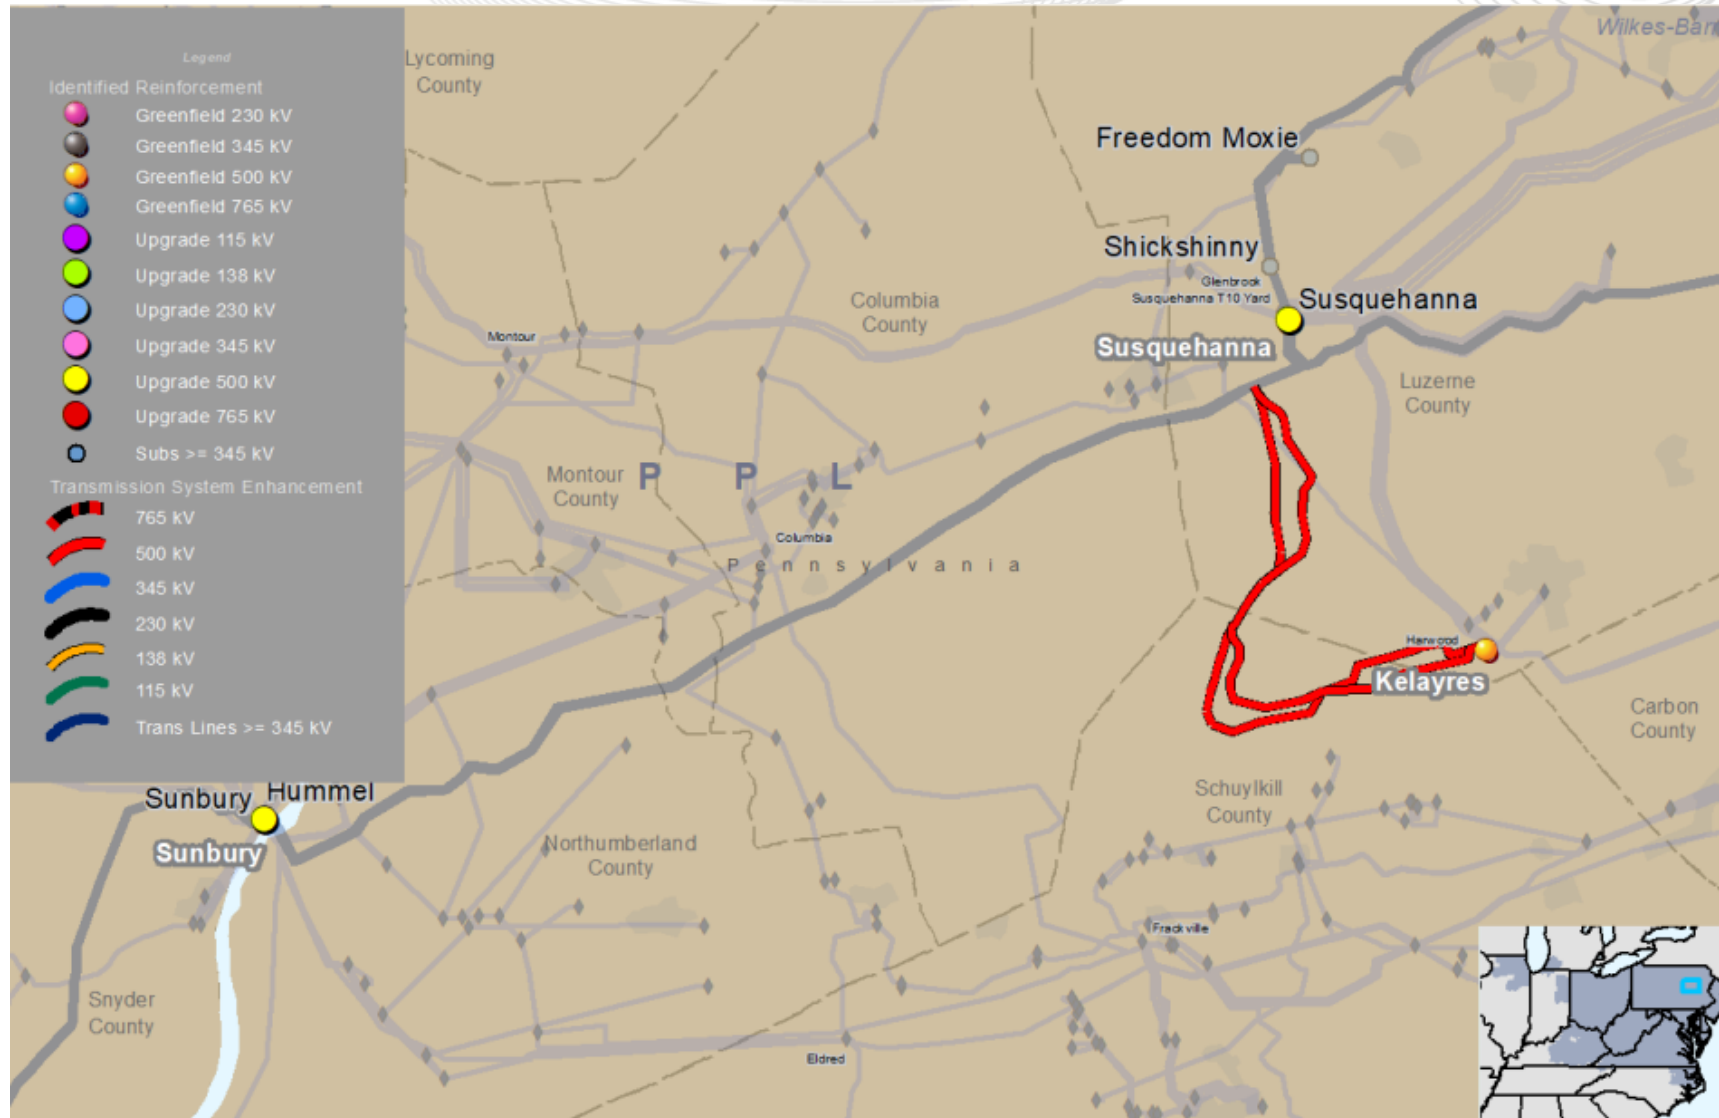 Legend
Identified Reinforcement
Greenfield 230 kV
Greenfield 345 kV
Greenfield 500 kV
Greenfield 765 kV
Upgrade 115 kV
Upgrade 138 kV
Upgrade 230 kV
Upgrade 345 kV
Upgrade 500 kV
Upgrade 765 kV
Subs >= 345 kV
Transmission System Enhancement
765 kV
500 kV
345 kV
230 kV
138 kV
115 kV
Trans Lines >= 345 kV
Lycoming
County
Freedom Moxie
Shickshinny
Glenbrook
Susquehanna T10 Yard
Susquehanna
Susquehanna
Columbia
County
Montour
Luzerne
County
Montour
County
P P L
Columbia
Pennsylvania
Harwood
Kelayres
Carbon
County
Schuylkill
County
Sunbury
Hummel
Sunbury
Northumberland
County
Frackville
Snyder
County
Eldred